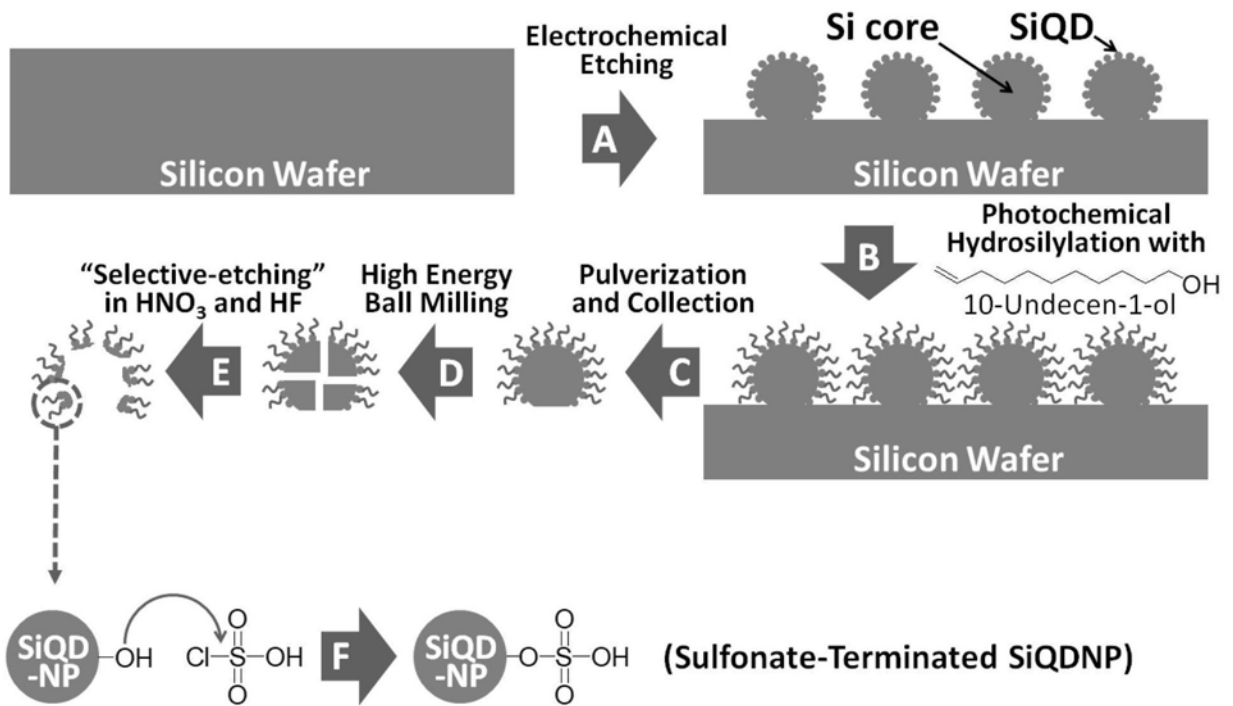 Electrochemical
Etching
A
Silicon Wafer
Si core
SiQD
Silicon Wafer
B
Photochemical
Hydrosilylation with
OH
10-Undecen-1-ol
Silicon Wafer
C
Pulverization
and Collection
D
High Energy
Ball Milling
E
“Selective-etching”
in HNO₃ and HF
SiQD
-NP
OH
O
Cl S OH
O
F
SiQD
-NP
O
O S OH
O
(Sulfonate-Terminated SiQDNP)